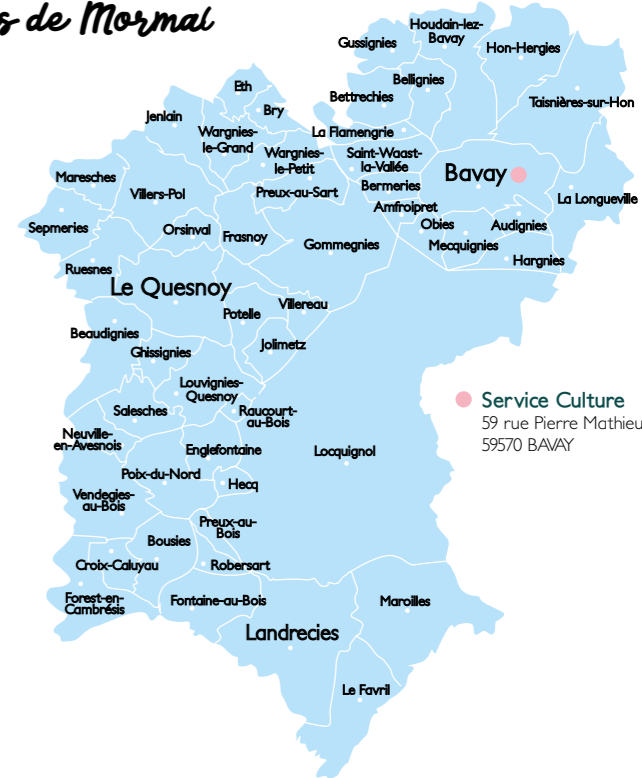 s de Mormal
Houdain-lez-
Bavay
Gussignies
Hon-Hergies
Bellignies
Eth
Bettrechies
Taisnières-sur-Hon
Bry
Jenlain
Wargnies-
le-Grand
La Flamengrie
Wargnies-
le-Petit
Saint-Waast-
la-Vallée
Bavay
Maresches
Villers-Pol
Preux-au-Sart
Bermeries
La Longueville
Amfroipret
Sepmeries
Orsinval
Frasnoy
Obies
Audignies
Gommegnies
Mecquignies
Hargnies
Ruesnes
Le Quesnoy
Potelle
Villereau
Beaudignies
Ghissignies
Jolimetz
Louvignies-
Quesnoy
Service Culture
59 rue Pierre Mathieu
59570 BAVAY
Salesches
Raucourt-
au-Bois
Neuville-
en-Avesnois
Englefontaine
Locquignol
Poix-du-Nord
Hecq
Vendegies-
au-Bois
Preux-au-
Bois
Bousies
Croix-Caluyau
Robersart
Forest-en-
Cambrésis
Fontaine-au-Bois
Maroilles
Landrecies
Le Favril